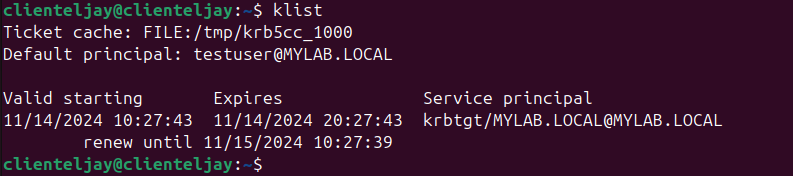 clienteljay@clienteljay:~$ klist
Ticket cache: FILE:/tmp/krb5cc_1000
Default principal: testuser@MYLAB.LOCAL
Valid starting       Expires              Service principal
11/14/2024 10:27:43  11/14/2024 20:27:43  krbtgt/MYLAB.LOCAL@MYLAB.LOCAL
        renew until 11/15/2024 10:27:39
clienteljay@clienteljay:~$